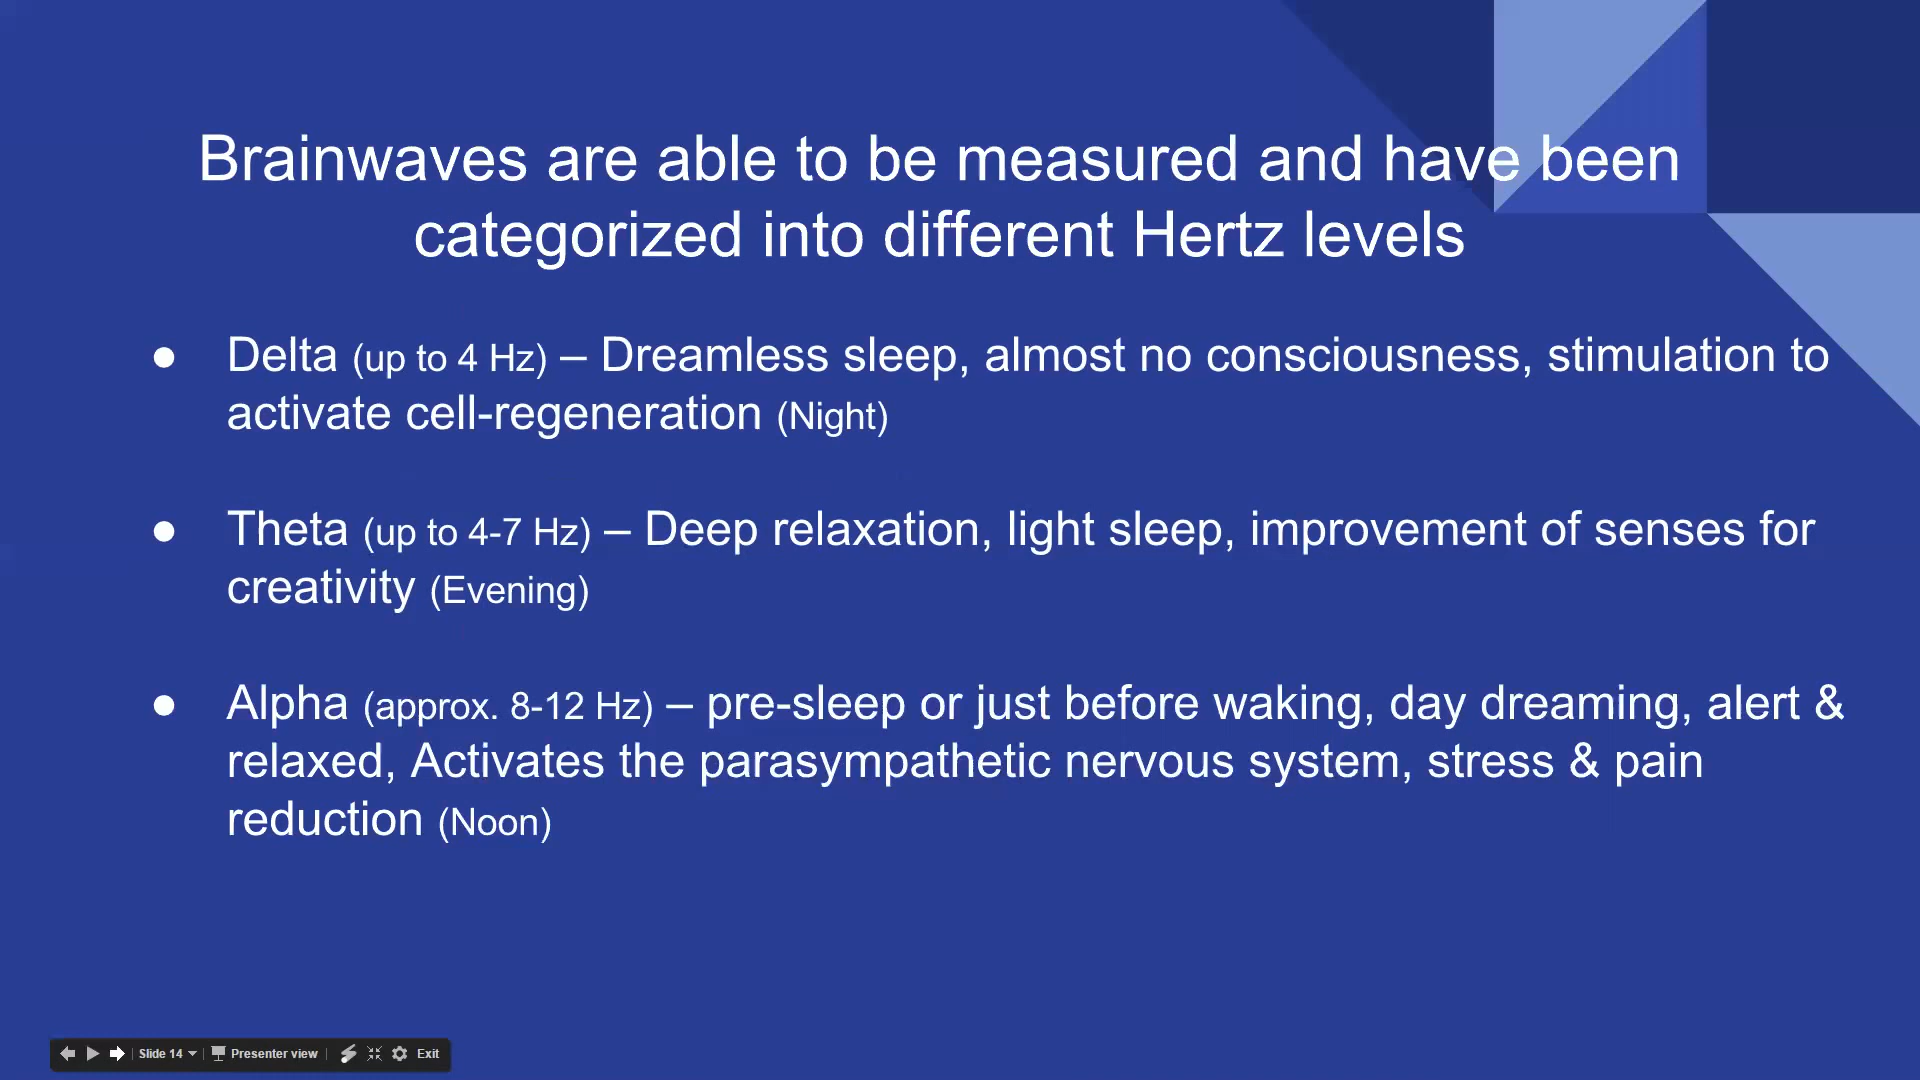 Brainwaves are able to be measured and have been
categorized into different Hertz levels
● Delta (up to 4 Hz) – Dreamless sleep, almost no consciousness, stimulation to
activate cell-regeneration (Night)
● Theta (up to 4-7 Hz) – Deep relaxation, light sleep, improvement of senses for
creativity (Evening)
● Alpha (approx. 8-12 Hz) – pre-sleep or just before waking, day dreaming, alert &
relaxed, Activates the parasympathetic nervous system, stress & pain
reduction (Noon)
Slide 14 Presenter view Exit